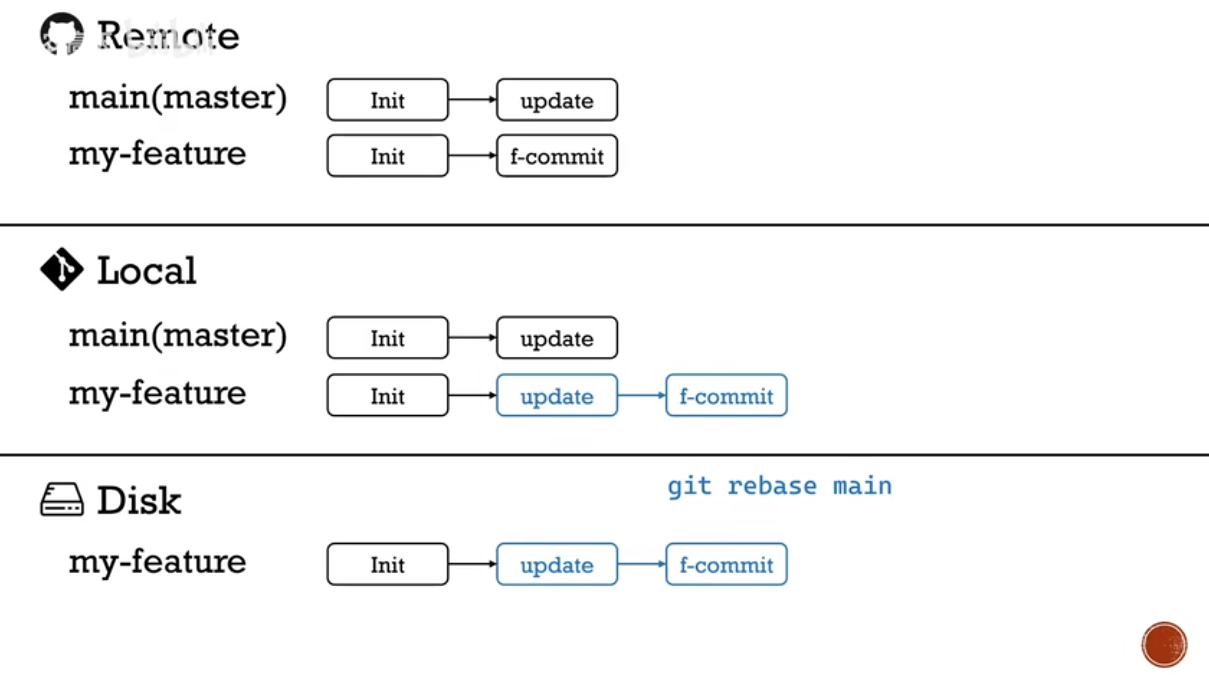 Remote
main(master) Init update
my-feature Init f-commit
Local
main(master) Init update
my-feature Init update f-commit
Disk
git rebase main
my-feature Init update f-commit